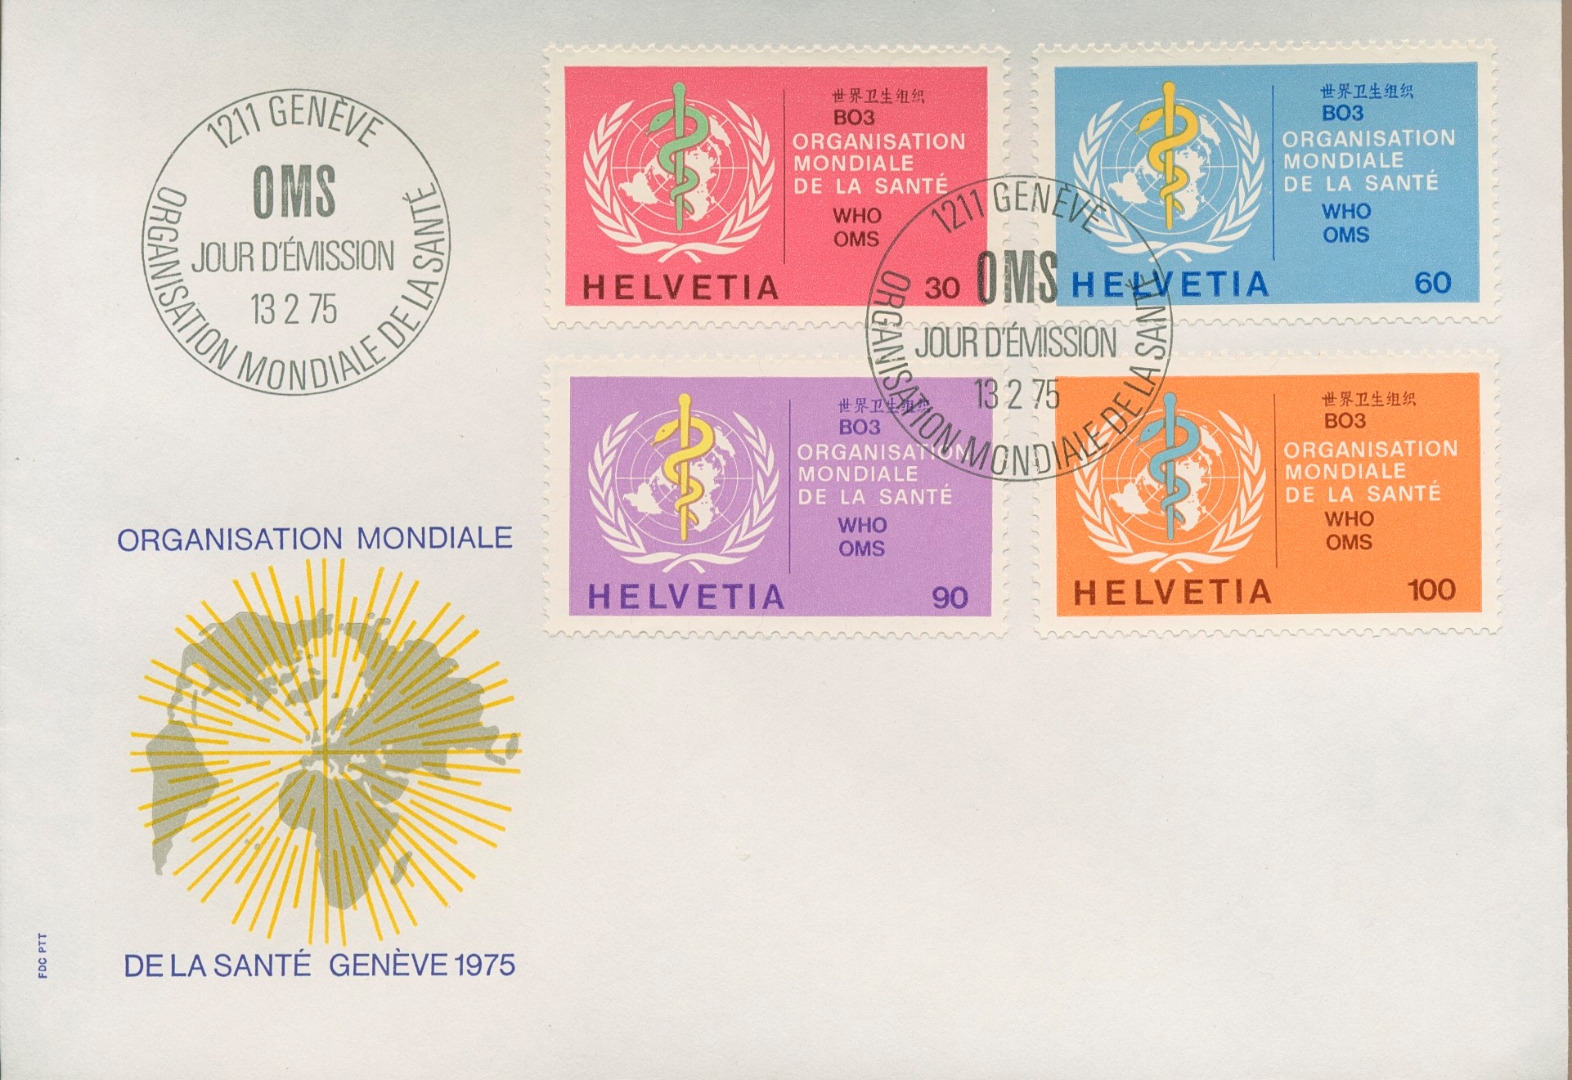 1211 GENÈVE
OMS
JOUR D'ÉMISSION
13 2 75
ORGANISATION MONDIALE DE LA SANTÉ
世界卫生组织
ВОЗ
ORGANISATION
MONDIALE
DE LA SANTÉ
WHO
OMS
HELVETIA 30
世界卫生组织
ВОЗ
ORGANISATION
MONDIALE
DE LA SANTÉ
WHO
OMS
HELVETIA 60
1211 GENÈVE
OMS
JOUR D'ÉMISSION
13 2 75
ORGANISATION MONDIALE DE LA SANTÉ
世界卫生组织
ВОЗ
ORGANISATION
MONDIALE
DE LA SANTÉ
WHO
OMS
HELVETIA 90
世界卫生组织
ВОЗ
ORGANISATION
MONDIALE
DE LA SANTÉ
WHO
OMS
HELVETIA 100
ORGANISATION MONDIALE
DE LA SANTÉ GENÈVE 1975
FDC PTT